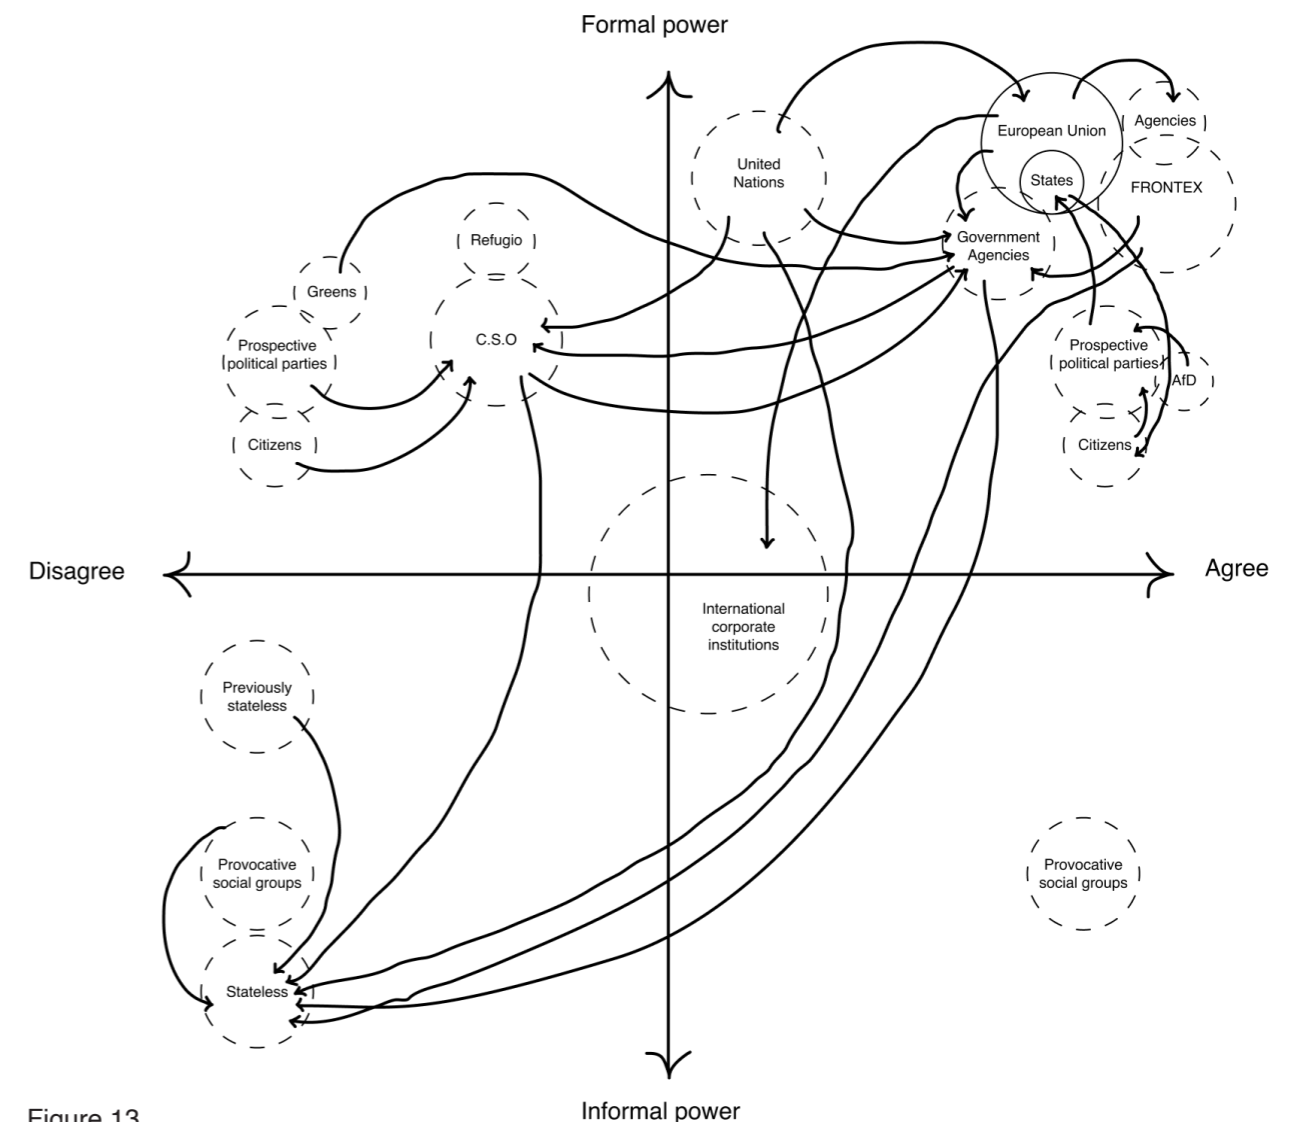 Formal power
Agencies
European Union
United
Nations
States
FRONTEX
Refugio
Government
Agencies
Greens
C.S.O
Prospective
political parties
Prospective
political parties
AfD
Citizens
Citizens
Disagree
Agree
International
corporate
institutions
Previously
stateless
Provocative
social groups
Provocative
social groups
Stateless
Informal power
Figure 13